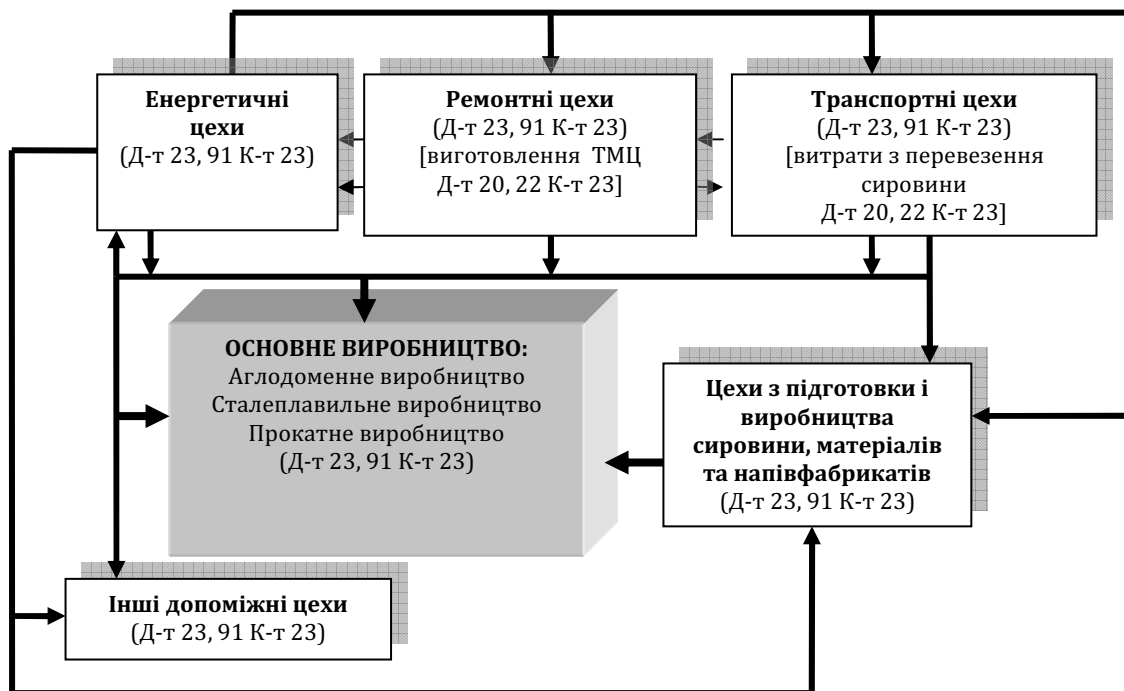 Енергетичні
цехи
(Д-т 23, 91 К-т 23)
Ремонтні цехи
(Д-т 23, 91 К-т 23)
[виготовлення ТМЦ
Д-т 20, 22 К-т 23]
Транспортні цехи
(Д-т 23, 91 К-т 23)
[витрати з перевезення
сировини
Д-т 20, 22 К-т 23]
ОСНОВНЕ ВИРОБНИЦТВО:
Аглодоменне виробництво
Сталеплавильне виробництво
Прокатне виробництво
(Д-т 23, 91 К-т 23)
Цехи з підготовки і
виробництва
сировини, матеріалів
та напівфабрикатів
(Д-т 23, 91 К-т 23)
Інші допоміжні цехи
(Д-т 23, 91 К-т 23)